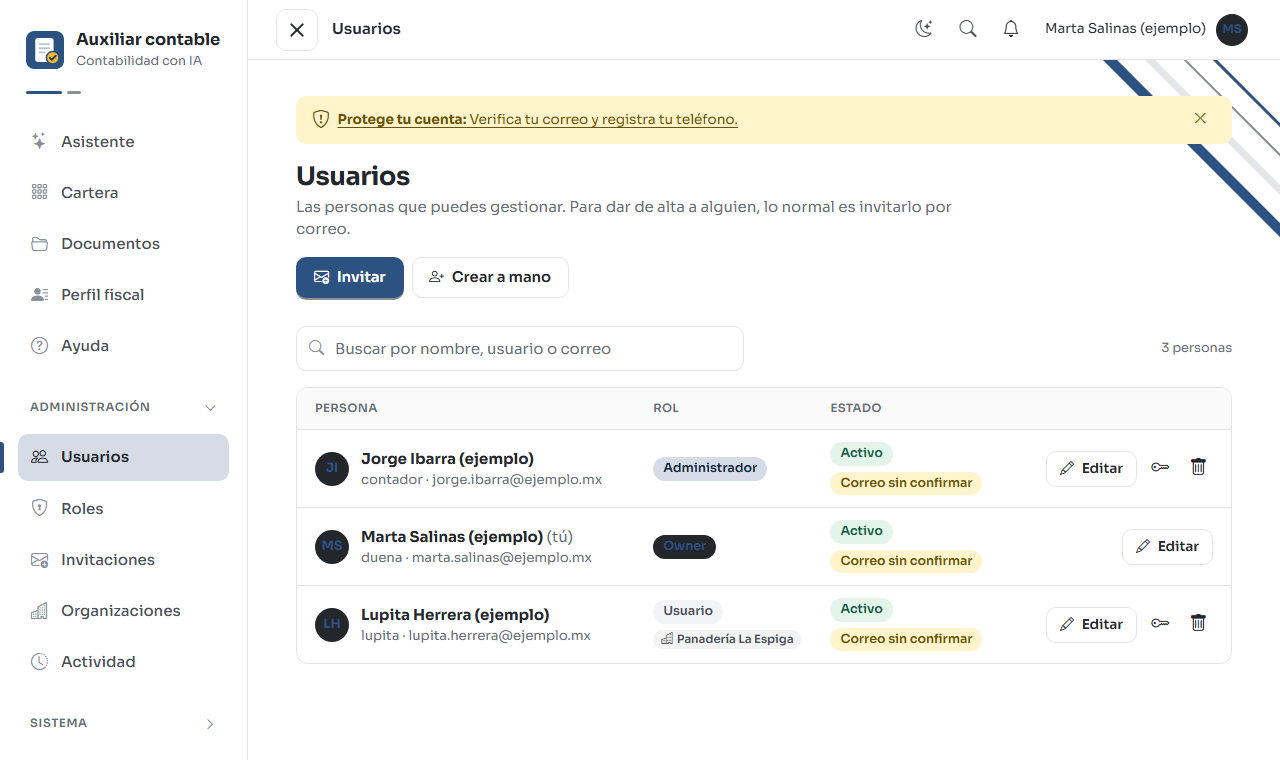 Auxiliar contable
Contabilidad con IA
Usuarios
Marta Salinas (ejemplo)
MS
Asistente
Cartera
Documentos
Perfil fiscal
Ayuda
ADMINISTRACIÓN
Usuarios
Roles
Invitaciones
Organizaciones
Actividad
SISTEMA
Protege tu cuenta: Verifica tu correo y registra tu teléfono.
Usuarios
Las personas que puedes gestionar. Para dar de alta a alguien, lo normal es invitarlo por
correo.
Invitar
Crear a mano
Buscar por nombre, usuario o correo
3 personas
PERSONA ROL ESTADO
JI
Jorge Ibarra (ejemplo)
contador · jorge.ibarra@ejemplo.mx
Administrador
Activo
Correo sin confirmar
Editar
MS
Marta Salinas (ejemplo) (tú)
duena · marta.salinas@ejemplo.mx
Owner
Activo
Correo sin confirmar
Editar
LH
Lupita Herrera (ejemplo)
lupita · lupita.herrera@ejemplo.mx
Usuario
Panadería La Espiga
Activo
Correo sin confirmar
Editar